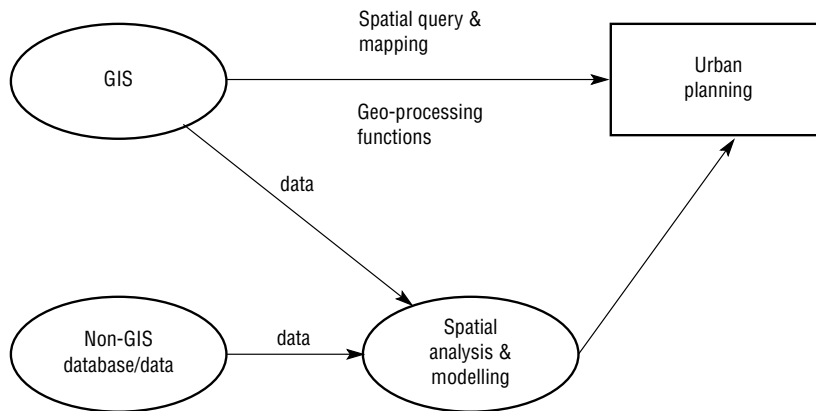 Spatial query &
mapping
GIS
Urban
planning
Geo-processing
functions
data
Non-GIS
database/data
data
Spatial
analysis &
modelling